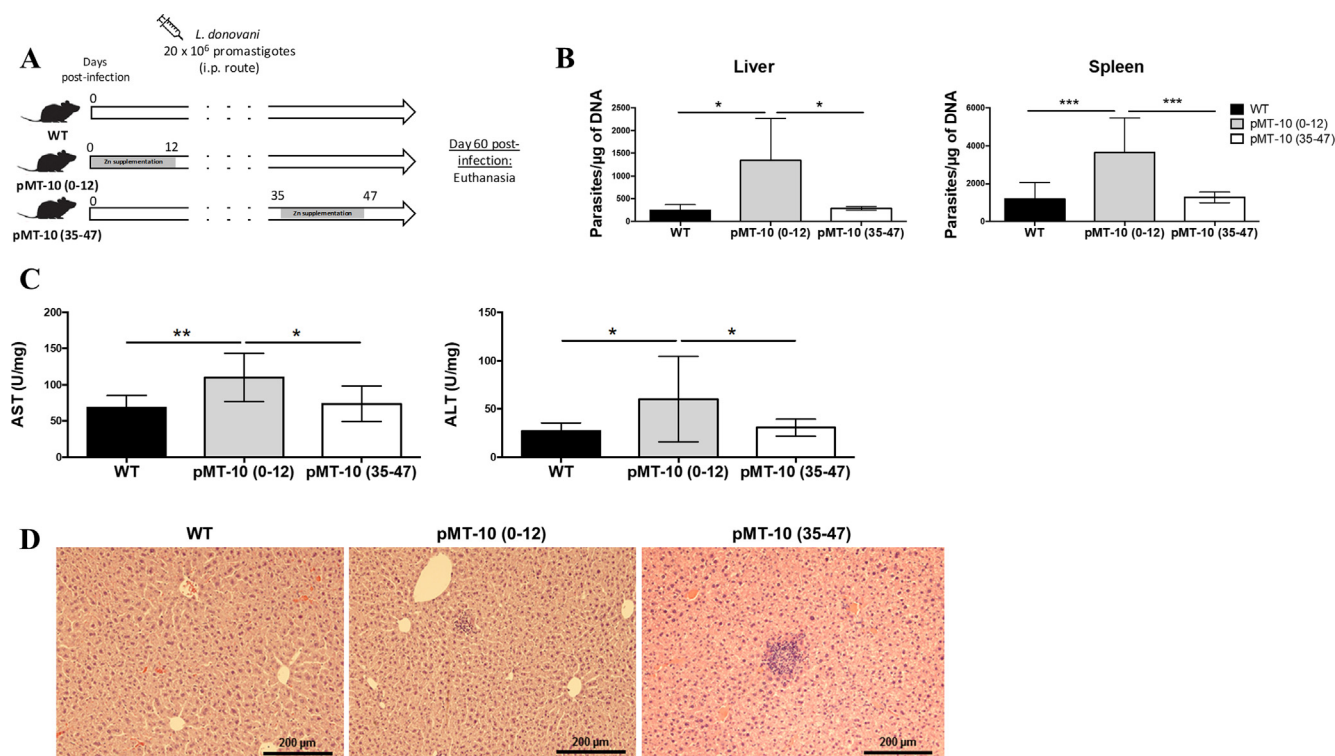 A
L. donovani
20 x 10⁶ promastigotes
(i.p. route)
Days
post-infection
0
WT
0
12
Zn supplementation
pMT-10 (0-12)
0
35
47
Zn supplementation
pMT-10 (35-47)
Day 60 post-
infection:
Euthanasia
B
Liver
Parasites/µg of DNA
2500
2000
1500
1000
500
0
*
*
WT
pMT-10 (0-12)
pMT-10 (35-47)
Spleen
Parasites/µg of DNA
6000
4000
2000
0
***
***
WT
pMT-10 (0-12)
pMT-10 (35-47)
WT
pMT-10 (0-12)
pMT-10 (35-47)
C
AST (U/mg)
200
150
100
50
0
**
*
WT
pMT-10 (0-12)
pMT-10 (35-47)
ALT (U/mg)
150
100
50
0
*
*
WT
pMT-10 (0-12)
pMT-10 (35-47)
D
WT
pMT-10 (0-12)
pMT-10 (35-47)
200 µm
200 µm
200 µm